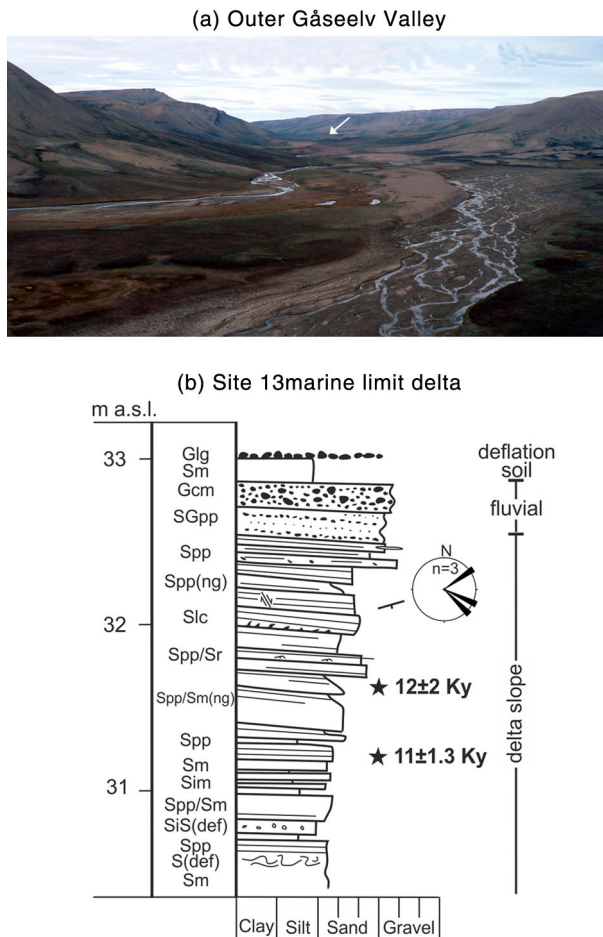 (a) Outer Gåseelv Valley
(b) Site 13marine limit delta
m a.s.l.
33
32
31
Glg
Sm
Gcm
SGpp
Spp
Spp(ng)
Slc
Spp/Sr
Spp/Sm(ng)
Spp
Sm
Sim
Spp/Sm
SiS(def)
Spp
S(def)
Sm
N
n=3
12±2 Ky
11±1.3 Ky
deflation
soil
fluvial
delta slope
Clay Silt Sand Gravel